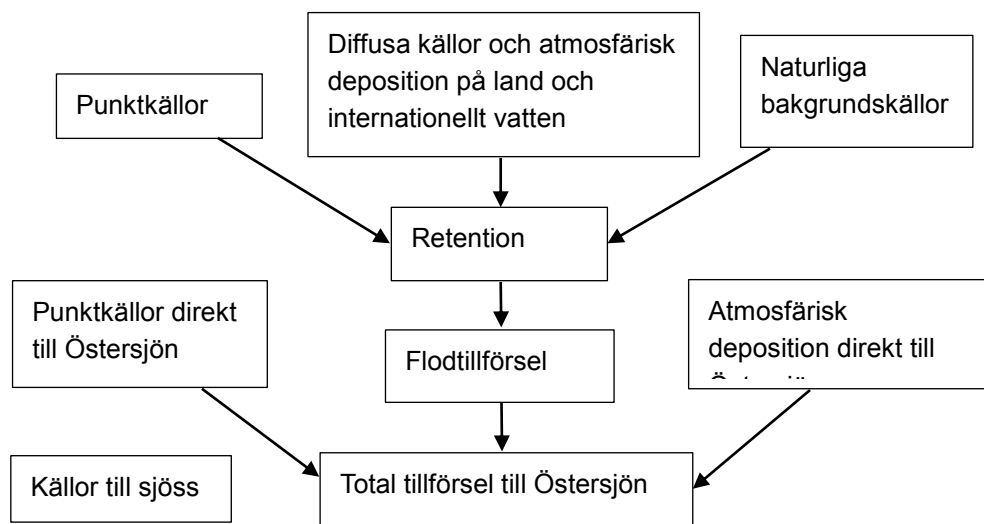 Diffusa källor och atmosfärisk
deposition på land och
internationellt vatten
Punktkällor
Naturliga
bakgrundskällor
Retention
Punktkällor direkt
till Östersjön
Flodtillförsel
Atmosfärisk
deposition direkt till
Källor till sjöss
Total tillförsel till Östersjön